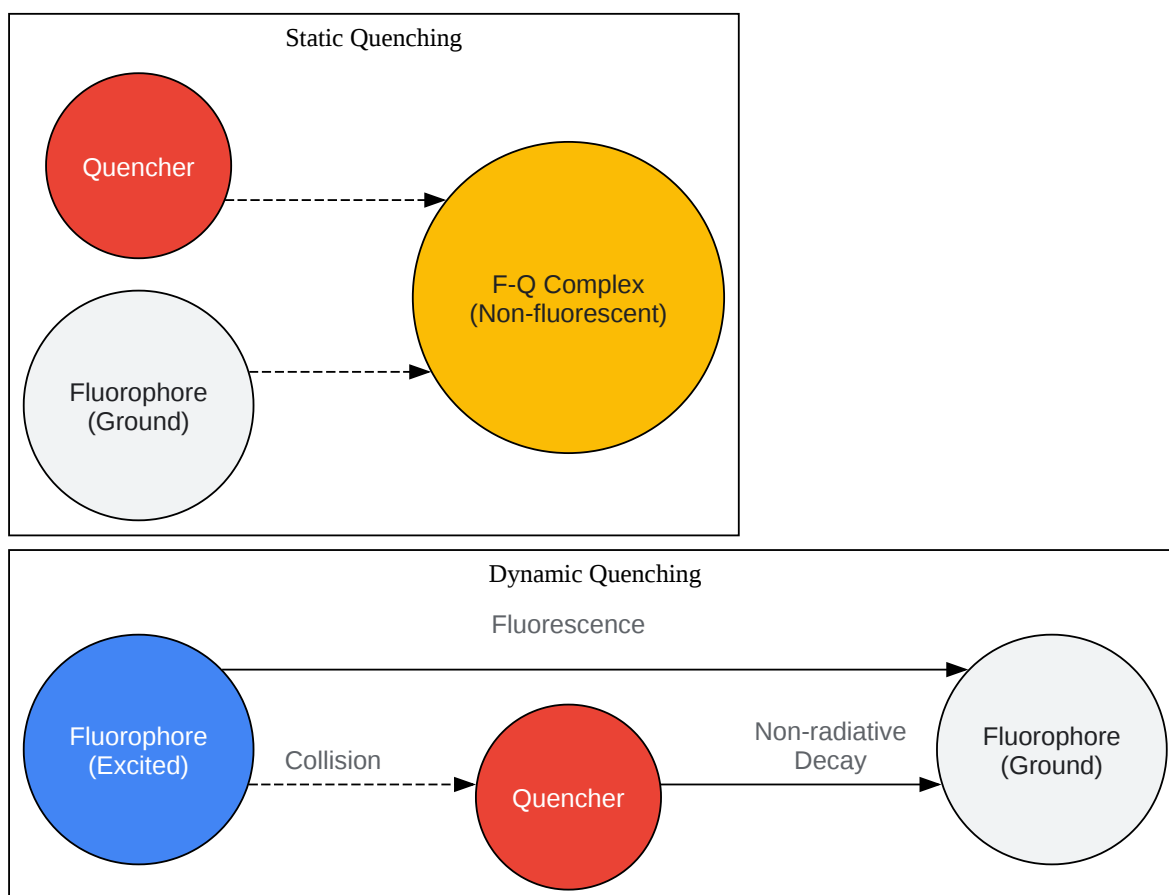 Static Quenching
Quencher
F-Q Complex
(Non-fluorescent)
Fluorophore
(Ground)
Dynamic Quenching
Fluorescence
Fluorophore
(Excited)
Collision
Quencher
Non-radiative
Decay
Fluorophore
(Ground)